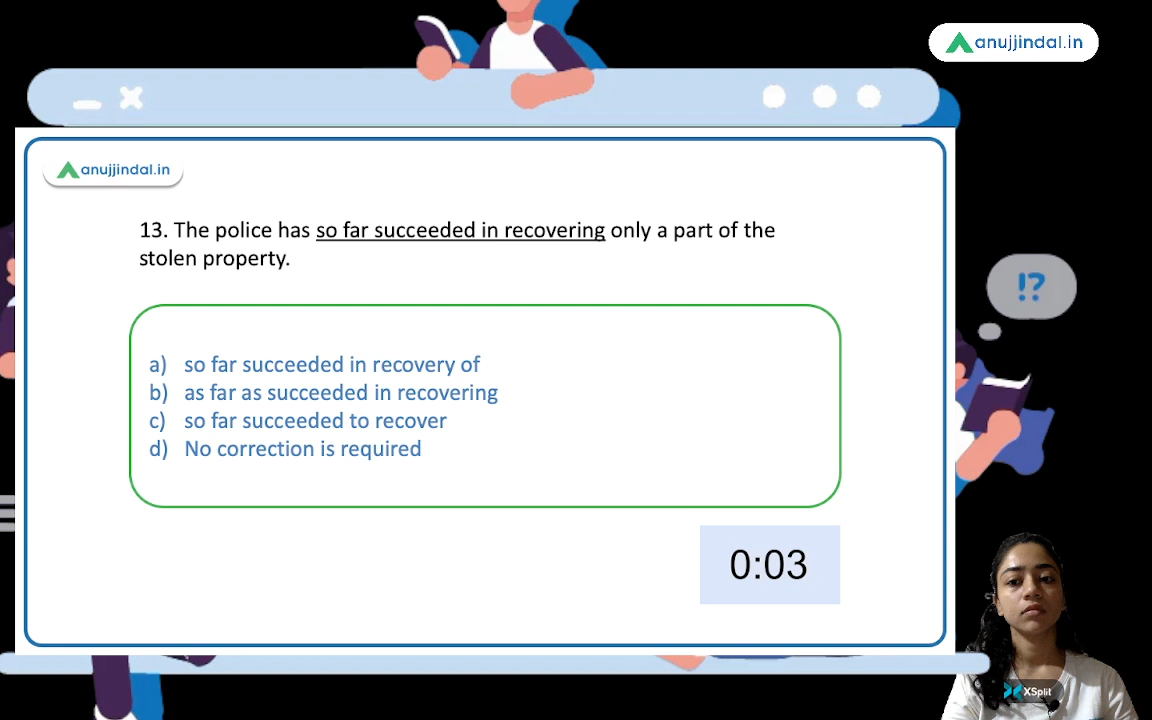 anujjindal.in
anujjindal.in
13. The police has so far succeeded in recovering only a part of the
stolen property.
!?
a) so far succeeded in recovery of
b) as far as succeeded in recovering
c) so far succeeded to recover
d) No correction is required
0:03
XSplit